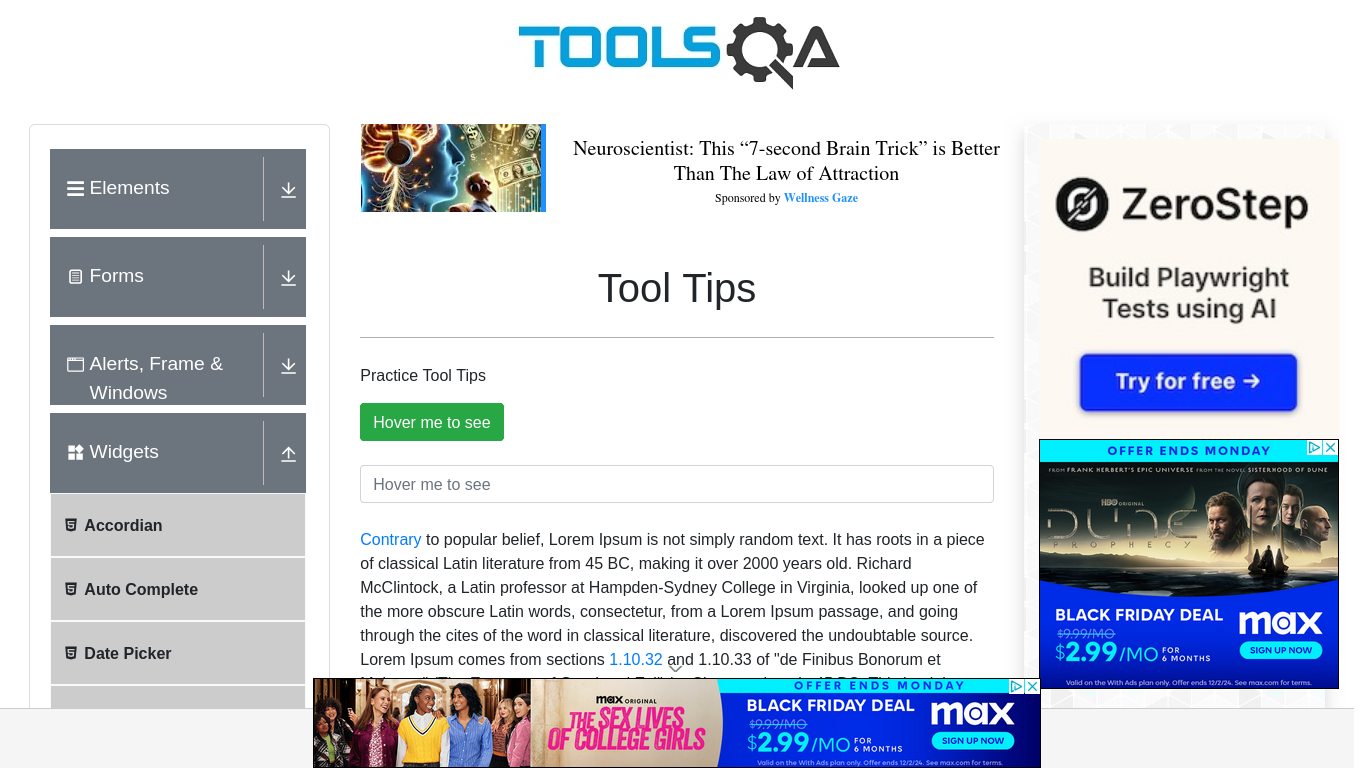 TOOLSQA
Elements
Forms
Alerts, Frame &
Windows
Widgets
Accordian
Auto Complete
Date Picker
Neuroscientist: This “7-second Brain Trick” is Better
Than The Law of Attraction
Sponsored by Wellness Gaze
Tool Tips
Practice Tool Tips
Hover me to see
Hover me to see
Contrary to popular belief, Lorem Ipsum is not simply random text. It has roots in a piece
of classical Latin literature from 45 BC, making it over 2000 years old. Richard
McClintock, a Latin professor at Hampden-Sydney College in Virginia, looked up one of
the more obscure Latin words, consectetur, from a Lorem Ipsum passage, and going
through the cites of the word in classical literature, discovered the undoubtable source.
Lorem Ipsum comes from sections 1.10.32 and 1.10.33 of "de Finibus Bonorum et
ZeroStep
Build Playwright
Tests using AI
Try for free →
OFFER ENDS MONDAY
FROM FRANK HERBERT'S EPIC UNIVERSE FROM THE NOVEL SISTERHOOD OF DUNE
HBO ORIGINAL
DUNE
PROPHECY
BLACK FRIDAY DEAL
$9.99/MO
$2.99/MO FOR
6 MONTHS
max
SIGN UP NOW
Valid on the With Ads plan only. Offer ends 12/2/24. See max.com for terms.
max ORIGINAL
THE SEX LIVES
OF COLLEGE GIRLS
OFFER ENDS MONDAY
BLACK FRIDAY DEAL
$9.99/MO
$2.99/MO FOR
6 MONTHS
max
SIGN UP NOW
Valid on the With Ads plan only. Offer ends 12/2/24. See max.com for terms.